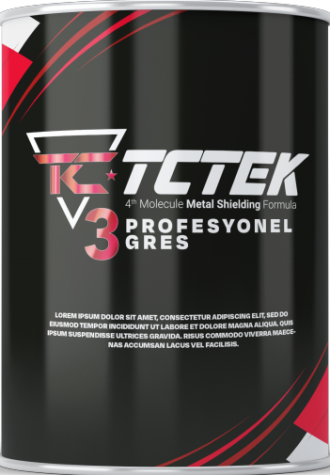 TC
TCTEK
4th Molecule Metal Shielding Formula
3 PROFESYONEL
GRES
LOREM IPSUM DOLOR SIT AMET, CONSECTETUR ADIPISCING ELIT, SED DO
EIUSMOD TEMPOR INCIDIDUNT UT LABORE ET DOLORE MAGNA ALIQUA. QUIS
IPSUM SUSPENDISSE ULTRICES GRAVIDA. RISUS COMMODO VIVERRA MAECE-
NAS ACCUMSAN LACUS VEL FACILISIS.